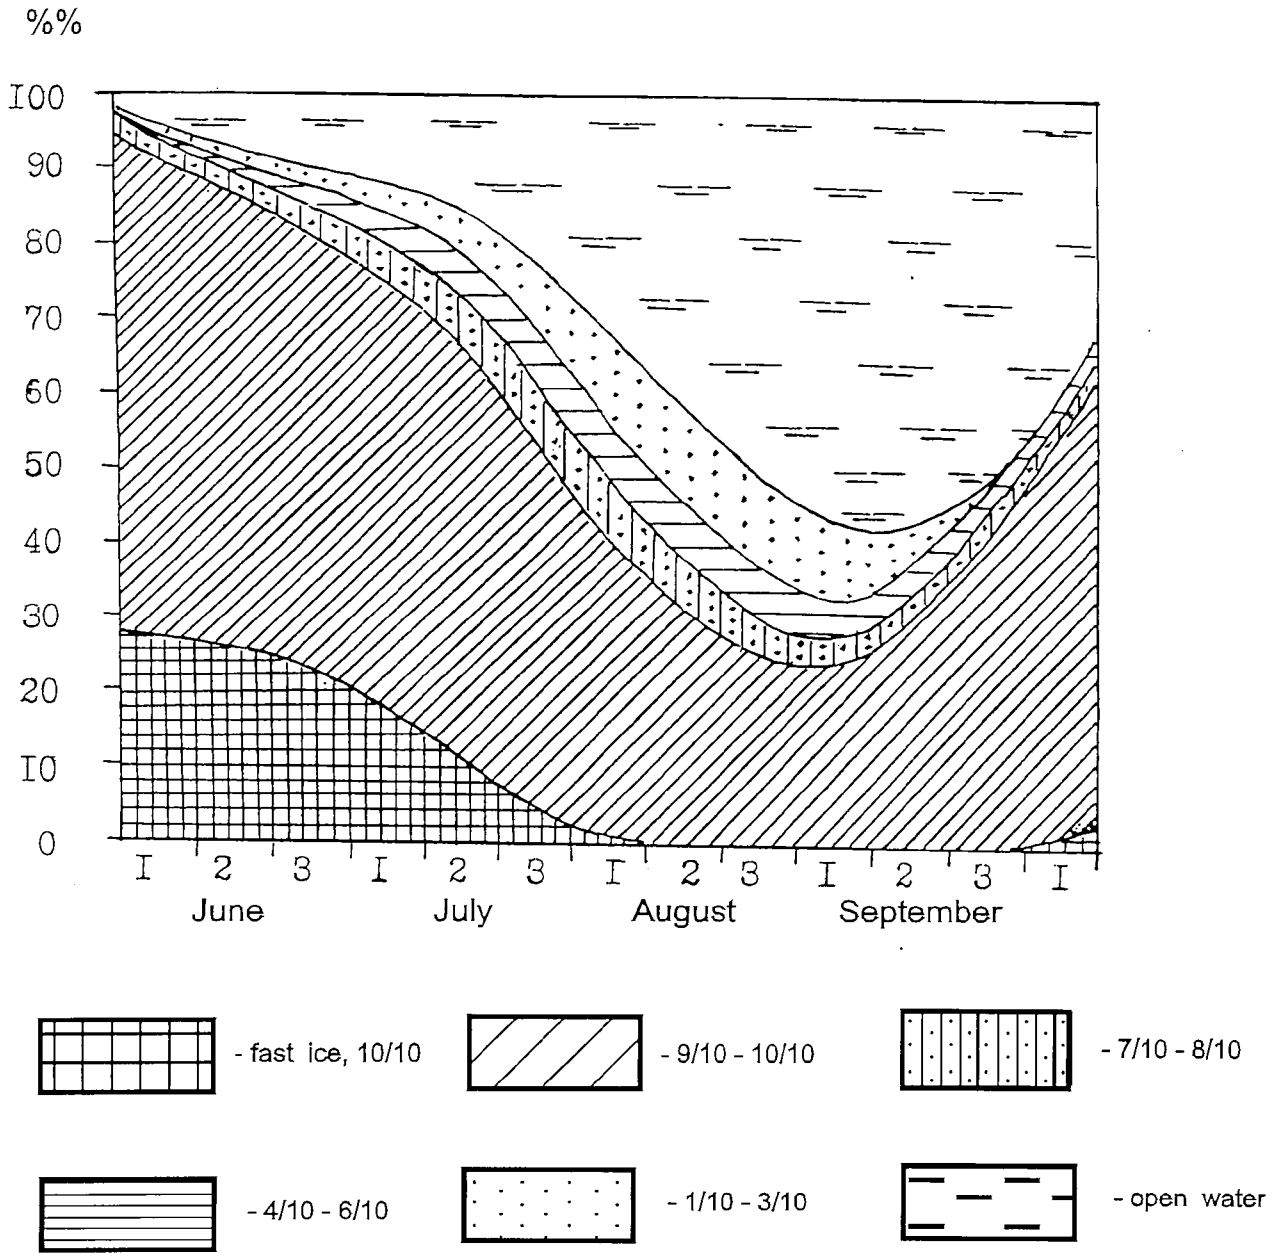 %%
I00
90
80
70
60
50
40
30
20
I0
0
I 2 3 I 2 3 I 2 3 I 2 3 I
June July August September
- fast ice, 10/10 - 9/10 - 10/10 - 7/10 - 8/10
- 4/10 - 6/10 - 1/10 - 3/10 - open water